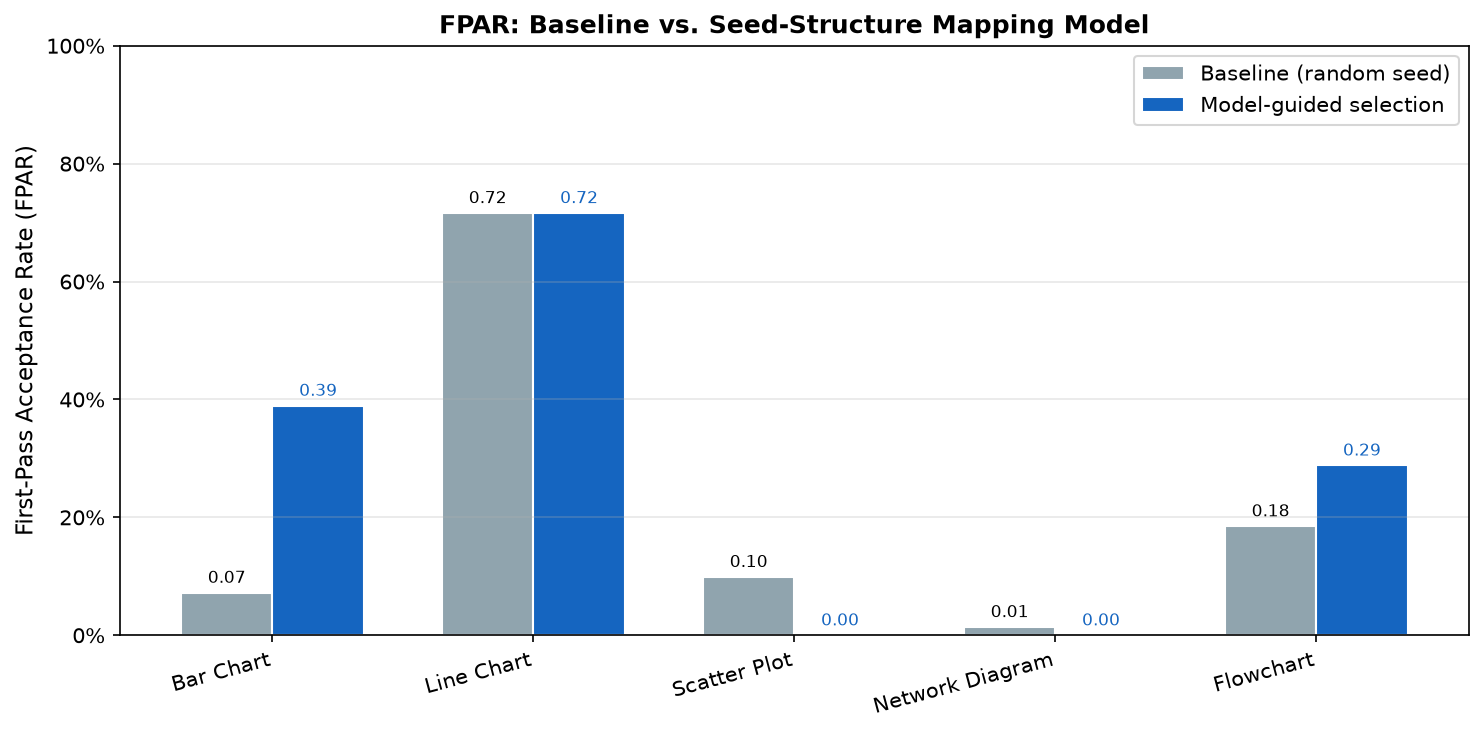 FPAR: Baseline vs. Seed-Structure Mapping Model
First-Pass Acceptance Rate (FPAR)
100%
80%
60%
40%
20%
0%
Baseline (random seed)
Model-guided selection
0.07
0.39
0.72
0.72
0.10
0.00
0.01
0.00
0.18
0.29
Bar Chart
Line Chart
Scatter Plot
Network Diagram
Flowchart